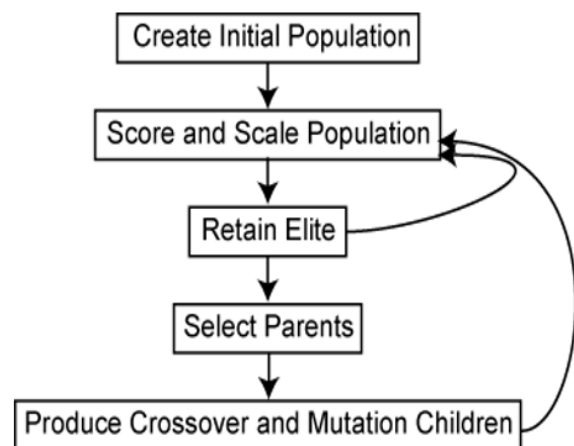 Create Initial Population
Score and Scale Population
Retain Elite
Select Parents
Produce Crossover and Mutation Children